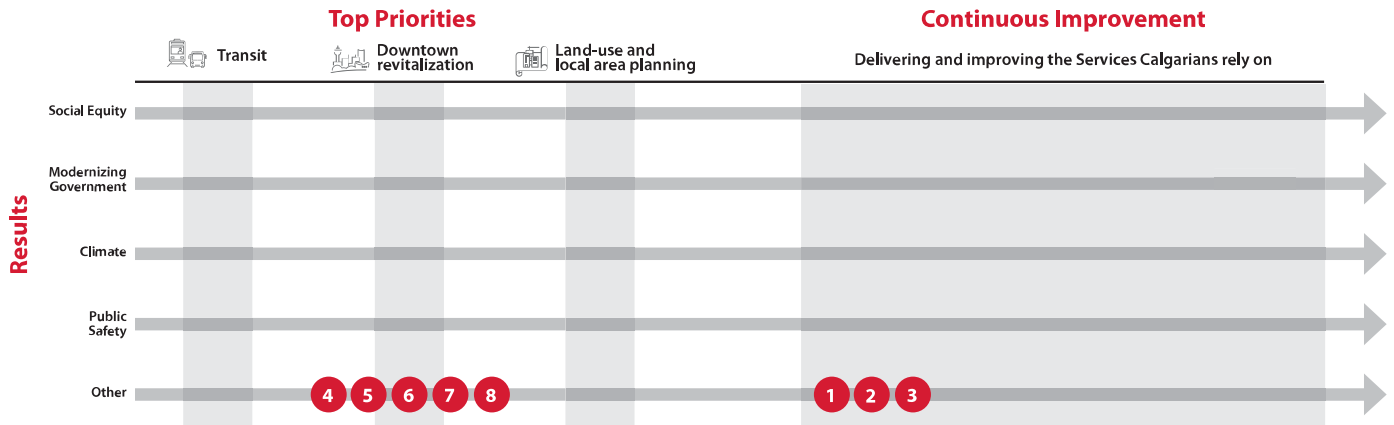 Top Priorities
Continuous Improvement
Transit
Downtown
revitalization
Land-use and
local area planning
Delivering and improving the Services Calgarians rely on
Results
Social Equity
Modernizing
Government
Climate
Public
Safety
Other
4 5 6 7 8 1 2 3